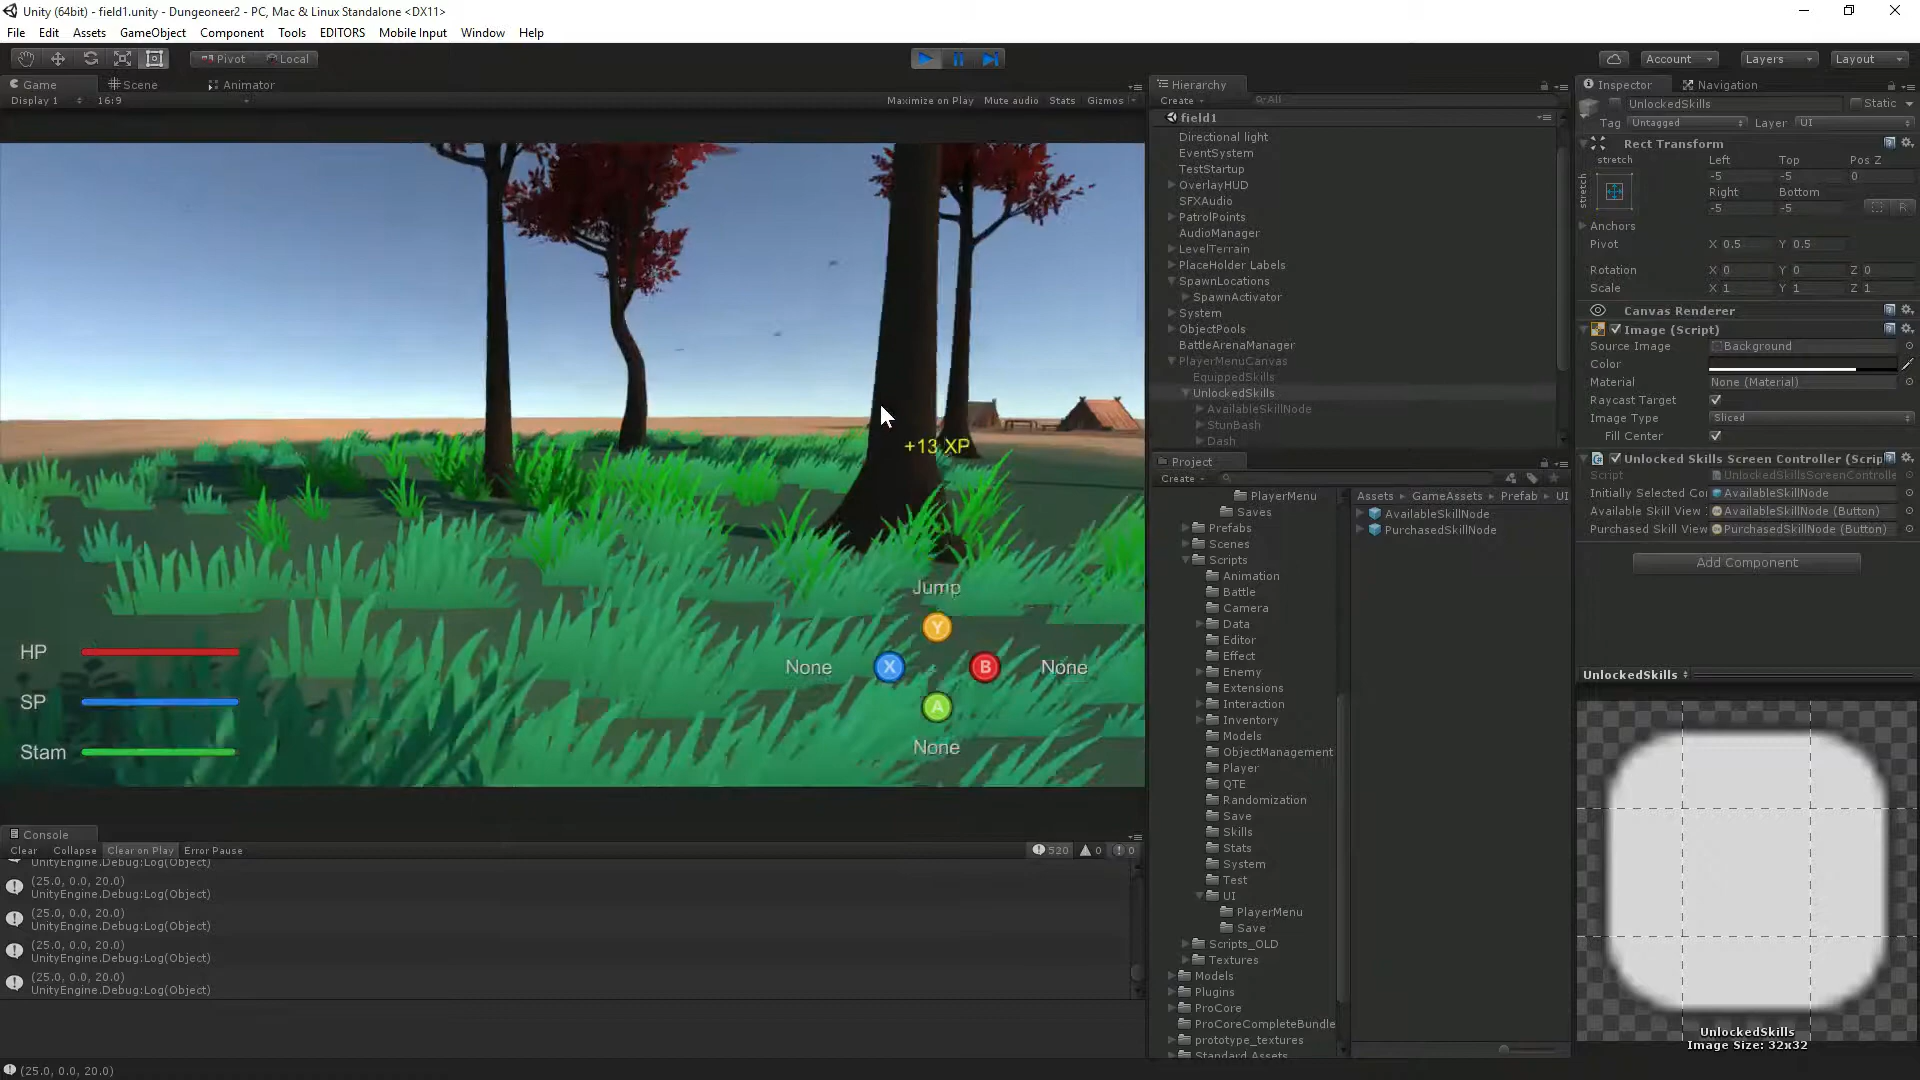 Unity (64bit) - field1.unity - Dungeoneer2 - PC, Mac & Linux Standalone <DX11>
File Edit Assets GameObject Component Tools EDITORS Mobile Input Window Help
Pivot Local
Account Layers Layout
Game Scene Animator
Display 1 16:9 Maximize on Play Mute audio Stats Gizmos
+13 XP
Jump
Y
None X B None
A
None
HP
SP
Stam
Console
Clear Collapse Clear on Play Error Pause 520 0 0
UnityEngine.Debug:Log(Object)
(25.0, 0.0, 20.0)
UnityEngine.Debug:Log(Object)
(25.0, 0.0, 20.0)
UnityEngine.Debug:Log(Object)
(25.0, 0.0, 20.0)
UnityEngine.Debug:Log(Object)
(25.0, 0.0, 20.0)
UnityEngine.Debug:Log(Object)
(25.0, 0.0, 20.0)
Hierarchy
Create All
field1
Directional light
EventSystem
TestStartup
OverlayHUD
SFXAudio
PatrolPoints
AudioManager
LevelTerrain
PlaceHolder Labels
SpawnLocations
SpawnActivator
System
ObjectPools
BattleArenaManager
PlayerMenuCanvas
EquippedSkills
UnlockedSkills
AvailableSkillNode
StunBash
Dash
Project
Create
PlayerMenu
Saves
Prefabs
Scenes
Scripts
Animation
Battle
Camera
Data
Editor
Effect
Enemy
Extensions
Interaction
Inventory
Models
ObjectManagement
Player
QTE
Randomization
Save
Skills
Stats
System
Test
UI
PlayerMenu
Save
Scripts_OLD
Textures
Models
Plugins
ProCore
ProCoreCompleteBundle
prototype_textures
Standard Assets
Assets GameAssets Prefab UI
AvailableSkillNode
PurchasedSkillNode
Inspector Navigation
UnlockedSkills Static
Tag Untagged Layer UI
Rect Transform
stretch Left Top Pos Z
stretch
-5 -5 0
Right Bottom
-5 -5 R
Anchors
Pivot X 0.5 Y 0.5
Rotation X 0 Y 0 Z 0
Scale X 1 Y 1 Z 1
Canvas Renderer
Image (Script)
Source Image Background
Color
Material None (Material)
Raycast Target
Image Type Sliced
Fill Center
Unlocked Skills Screen Controller (Scrip
Script UnlockedSkillsScreenControlle
Initially Selected Co AvailableSkillNode
Available Skill View AvailableSkillNode (Button)
Purchased Skill View PurchasedSkillNode (Button)
Add Component
UnlockedSkills
UnlockedSkills
Image Size: 32x32